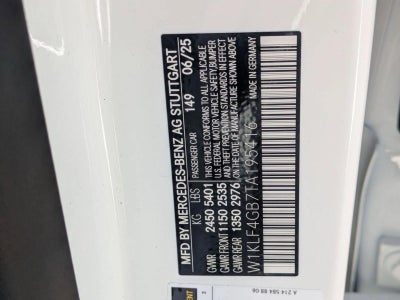 MFD BY MERCEDES-BENZ AG STUTTGART
149 06/25
PASSENGER CAR
KG LBS
GVWR 2450 5401
GAWR FRONT 1150 2535
GAWR REAR 1350 2976
THIS VEHICLE CONFORMS TO ALL APPLICABLE
U.S. FEDERAL MOTOR VEHICLE SAFETY, BUMPER
AND THEFT PREVENTION STANDARDS IN EFFECT
ON THE DATE OF MANUFACTURE SHOWN ABOVE
MADE IN GERMANY
W1KLF4GB7TA195416
A 214 584 88 06